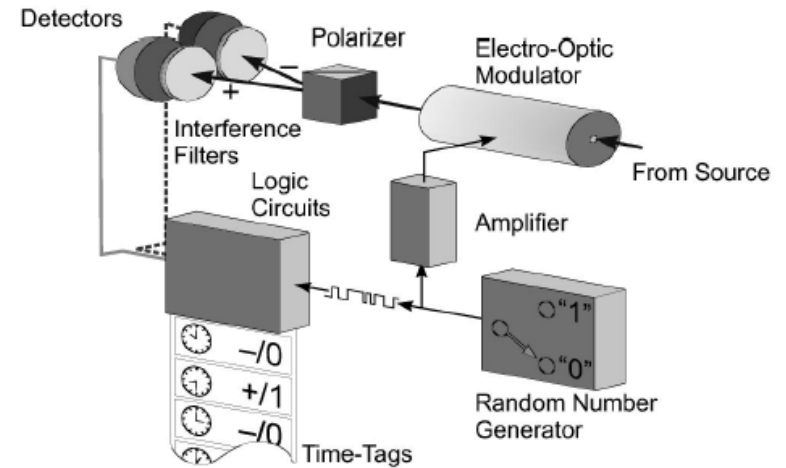 Detectors
Polarizer
Electro-Optic
Modulator
–
+
Interference
Filters
From Source
Logic
Circuits
Amplifier
"1"
"0"
–/0
+/1
–/0
Random Number
Generator
Time-Tags